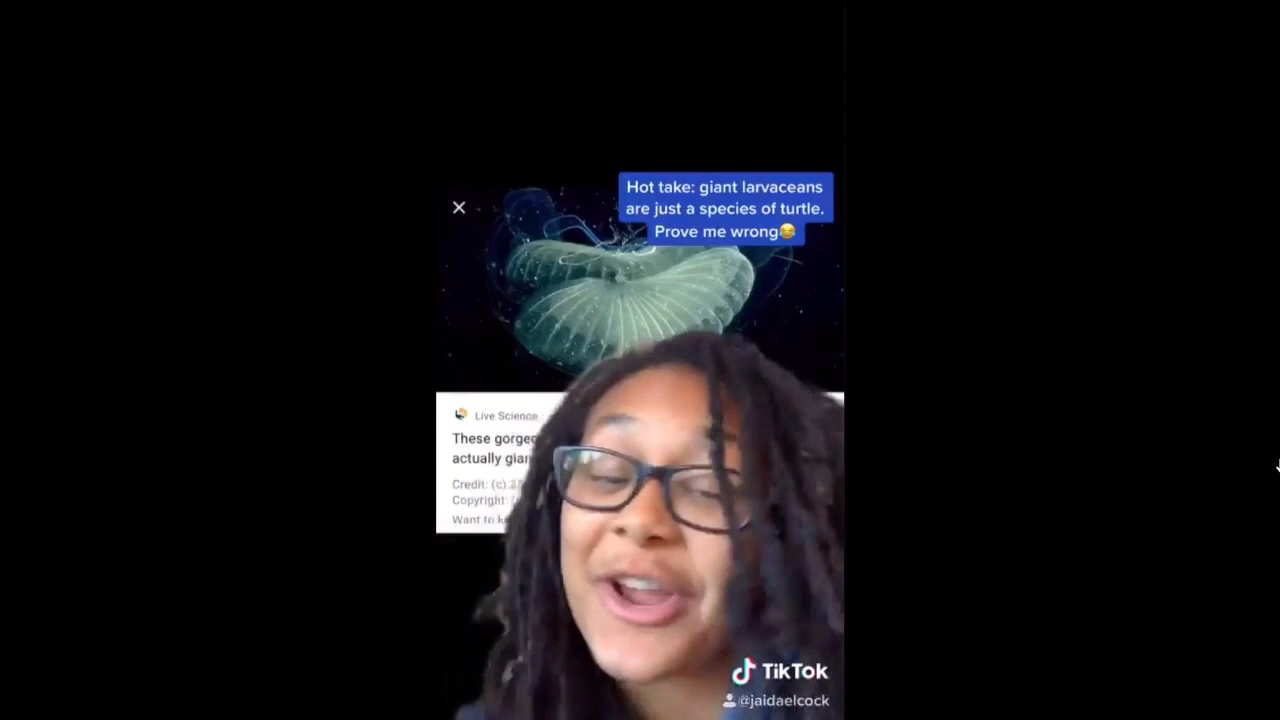 Hot take: giant larvaceans
are just a species of turtle.
Prove me wrong😂
Live Science
These gorge
actually gian
Credit: (c)
Copyright:
Want to k
TikTok
@jaidaelcock